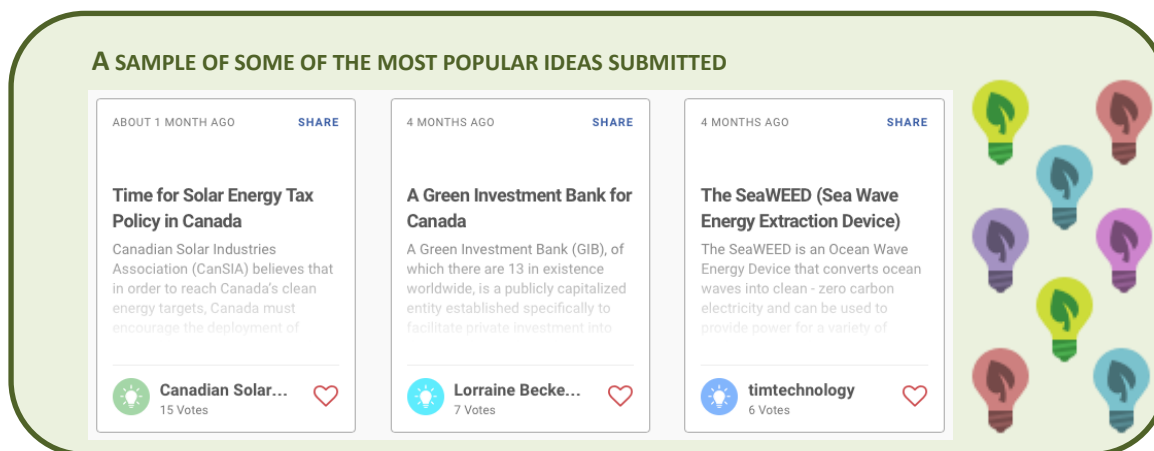 A SAMPLE OF SOME OF THE MOST POPULAR IDEAS SUBMITTED
ABOUT 1 MONTH AGO SHARE
Time for Solar Energy Tax
Policy in Canada
Canadian Solar Industries
Association (CanSIA) believes that
in order to reach Canada's clean
energy targets, Canada must
encourage the deployment of
Canadian Solar...
15 Votes
4 MONTHS AGO SHARE
A Green Investment Bank for
Canada
A Green Investment Bank (GIB), of
which there are 13 in existence
worldwide, is a publicly capitalized
entity established specifically to
facilitate private investment into
Lorraine Becke...
7 Votes
4 MONTHS AGO SHARE
The SeaWEED (Sea Wave
Energy Extraction Device)
The SeaWEED is an Ocean Wave
Energy Device that converts ocean
waves into clean - zero carbon
electricity and can be used to
provide power for a variety of
timtechnology
6 Votes